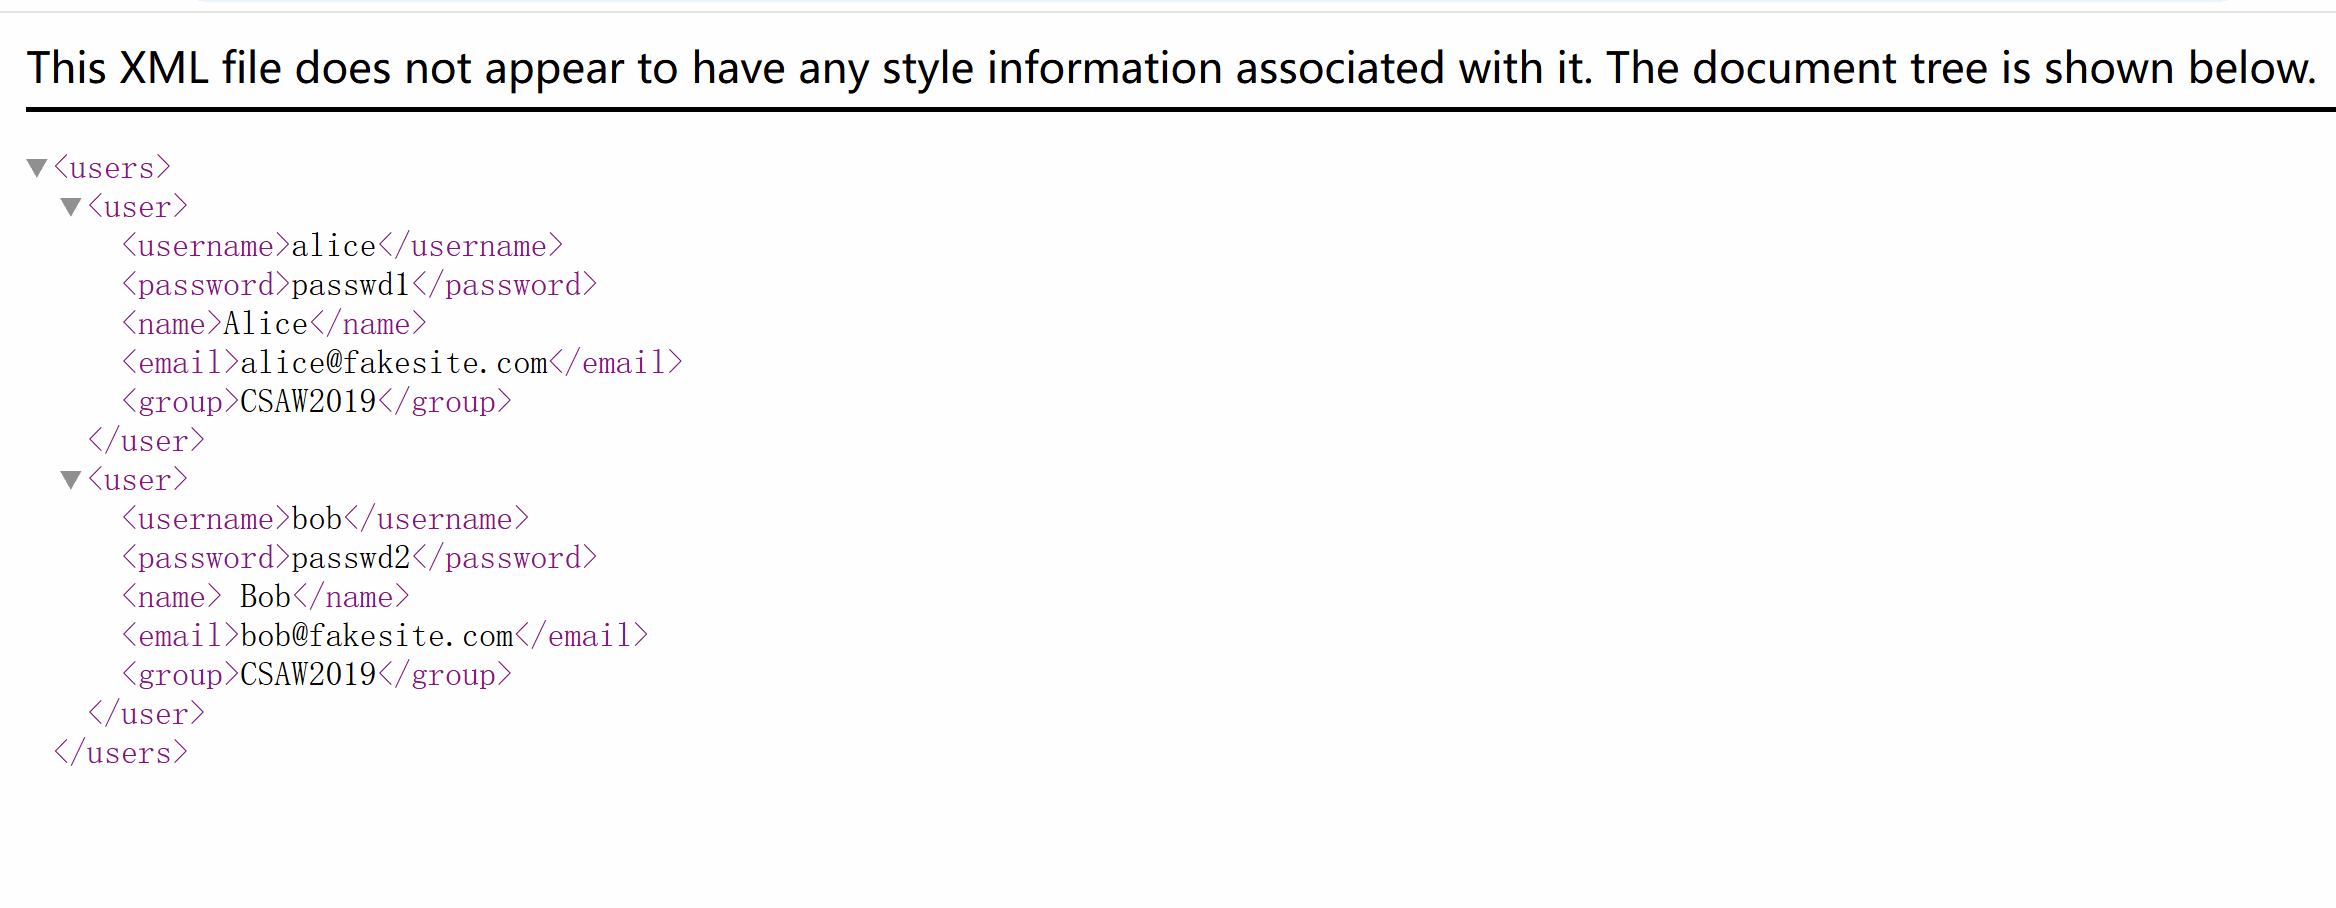 This XML file does not appear to have any style information associated with it. The document tree is shown below.
▼<users>
▼<user>
<username>alice</username>
<password>passwd1</password>
<name>Alice</name>
<email>alice@fakesite.com</email>
<group>CSAW2019</group>
</user>
▼<user>
<username>bob</username>
<password>passwd2</password>
<name> Bob</name>
<email>bob@fakesite.com</email>
<group>CSAW2019</group>
</user>
</users>